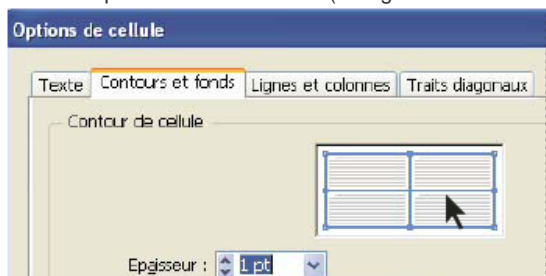 Options de cellule
Texte Contours et fonds Lignes et colonnes Traits diagonaux
Contour de cellule
Epaisseur : 1 pt